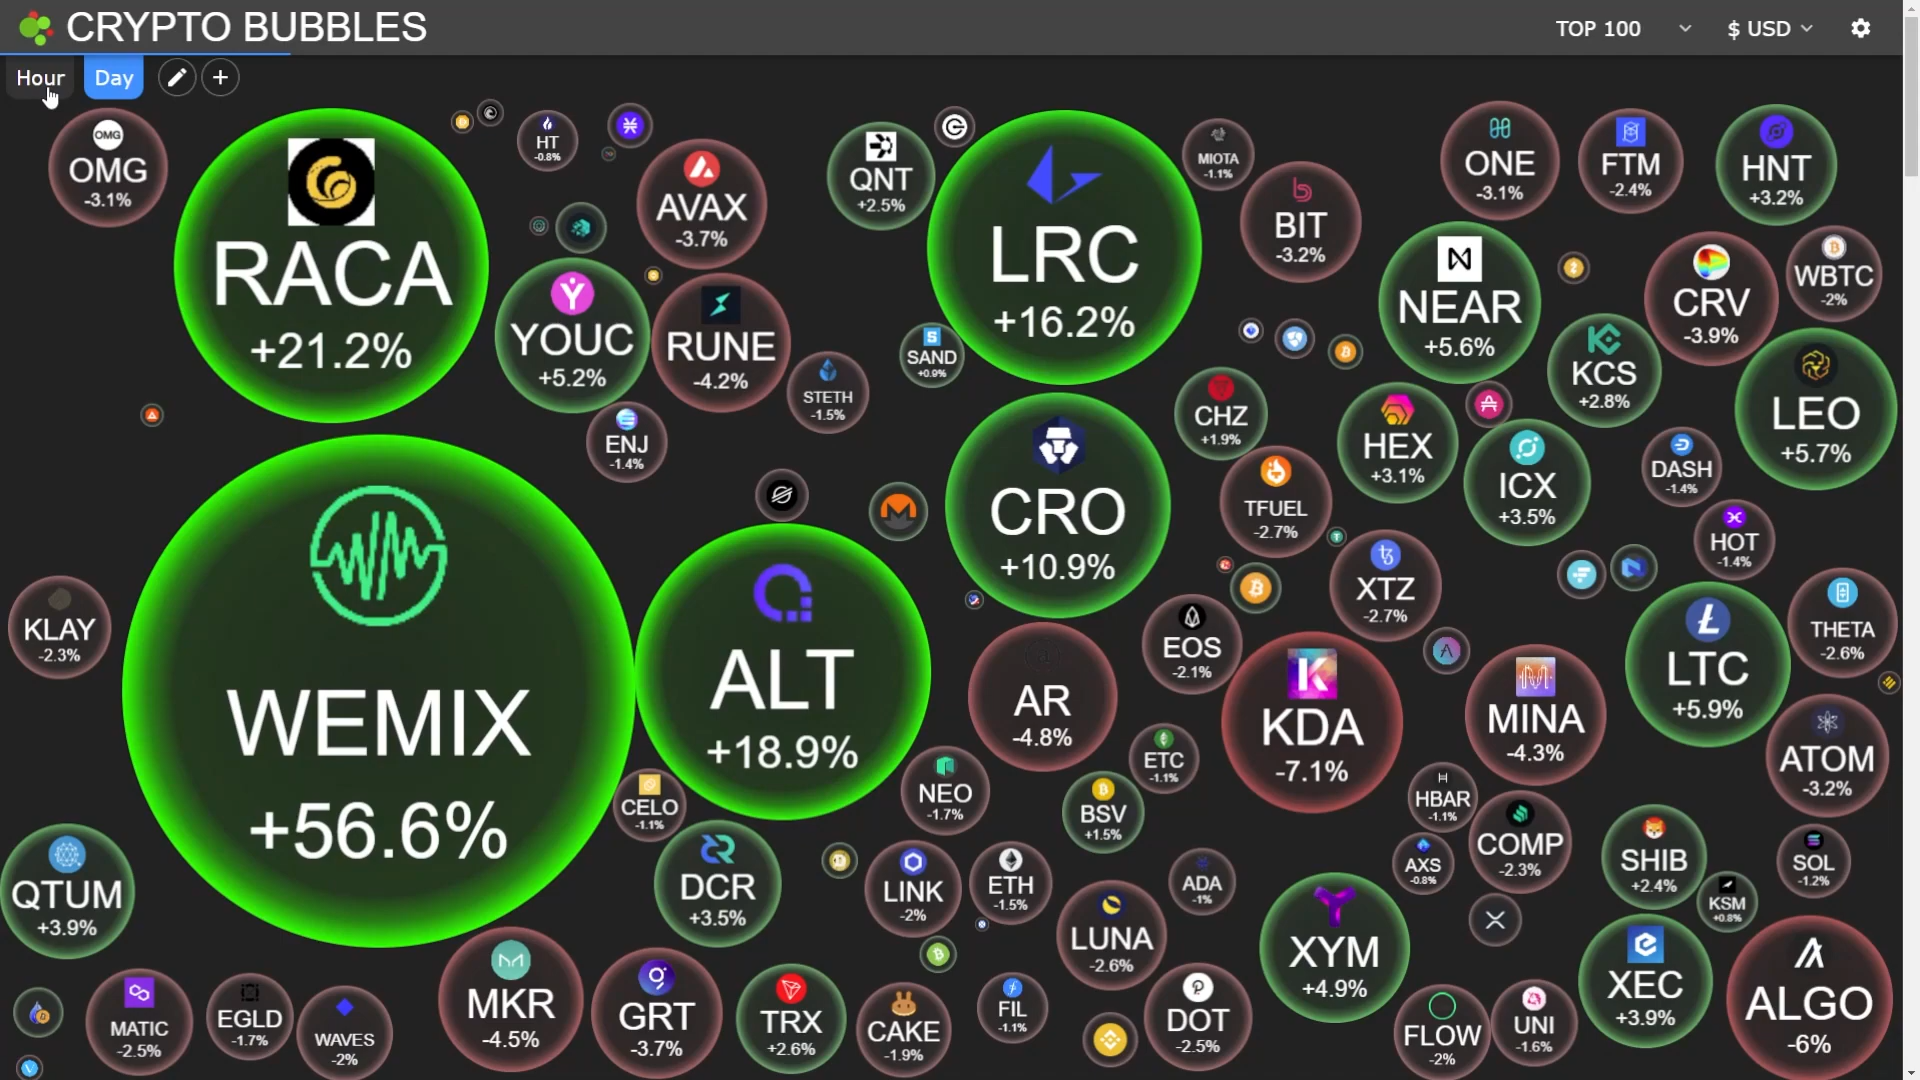 CRYPTO BUBBLES
TOP 100
$ USD
Hour
Day
OMG
OMG
-3.1%
RACA
+21.2%
HT
-0.8%
AVAX
-3.7%
QNT
+2.5%
LRC
+16.2%
MIOTA
-1.1%
BIT
-3.2%
ONE
-3.1%
FTM
-2.4%
HNT
+3.2%
YOUC
+5.2%
RUNE
-4.2%
STETH
-1.5%
SAND
+0.9%
NEAR
+5.6%
CRV
-3.9%
WBTC
-2%
KCS
+2.8%
LEO
+5.7%
ENJ
-1.4%
CHZ
+1.9%
HEX
+3.1%
ICX
+3.5%
DASH
-1.4%
WEMIX
+56.6%
ALT
+18.9%
CRO
+10.9%
TFUEL
-2.7%
XTZ
-2.7%
HOT
-1.4%
KLAY
-2.3%
AR
-4.8%
EOS
-2.1%
KDA
-7.1%
MINA
-4.3%
LTC
+5.9%
THETA
-2.6%
ATOM
-3.2%
CELO
-1.1%
NEO
-1.7%
ETC
-1.1%
BSV
+1.5%
HBAR
-1.1%
COMP
-2.3%
AXS
-0.8%
SHIB
+2.4%
SOL
-1.2%
KSM
+0.8%
QTUM
+3.9%
DCR
+3.5%
LINK
-2%
ETH
-1.5%
ADA
-1%
LUNA
-2.6%
XYM
+4.9%
XEC
+3.9%
ALGO
-6%
MATIC
-2.5%
EGLD
-1.7%
WAVES
-2%
MKR
-4.5%
GRT
-3.7%
TRX
+2.6%
CAKE
-1.9%
FIL
-1.1%
DOT
-2.5%
FLOW
-2%
UNI
-1.6%